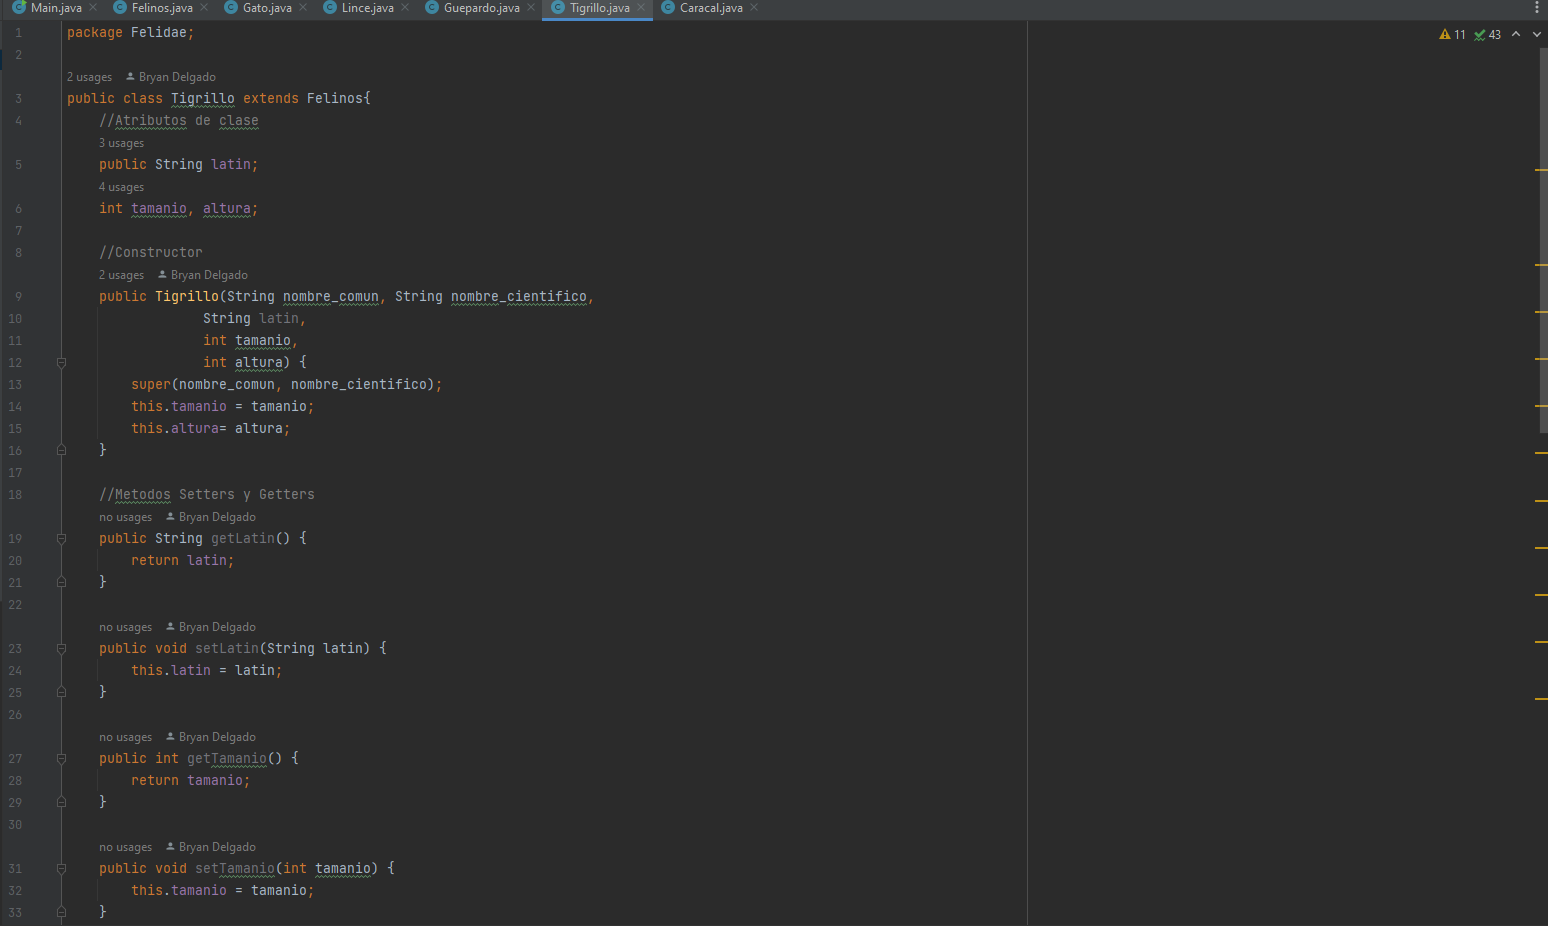 Main.java Felinos.java Gato.java Lince.java Guepardo.java Tigrillo.java Caracal.java
11 43
1 package Felidae;
2
2 usages Bryan Delgado
3 public class Tigrillo extends Felinos{
4 //Atributos de clase
3 usages
5 public String latin;
4 usages
6 int tamanio, altura;
7
8 //Constructor
2 usages Bryan Delgado
9 public Tigrillo(String nombre_comun, String nombre_cientifico,
10 String latin,
11 int tamanio,
12 int altura) {
13 super(nombre_comun, nombre_cientifico);
14 this.tamanio = tamanio;
15 this.altura= altura;
16 }
17
18 //Metodos Setters y Getters
no usages Bryan Delgado
19 public String getLatin() {
20 return latin;
21 }
22
no usages Bryan Delgado
23 public void setLatin(String latin) {
24 this.latin = latin;
25 }
26
no usages Bryan Delgado
27 public int getTamanio() {
28 return tamanio;
29 }
30
no usages Bryan Delgado
31 public void setTamanio(int tamanio) {
32 this.tamanio = tamanio;
33 }